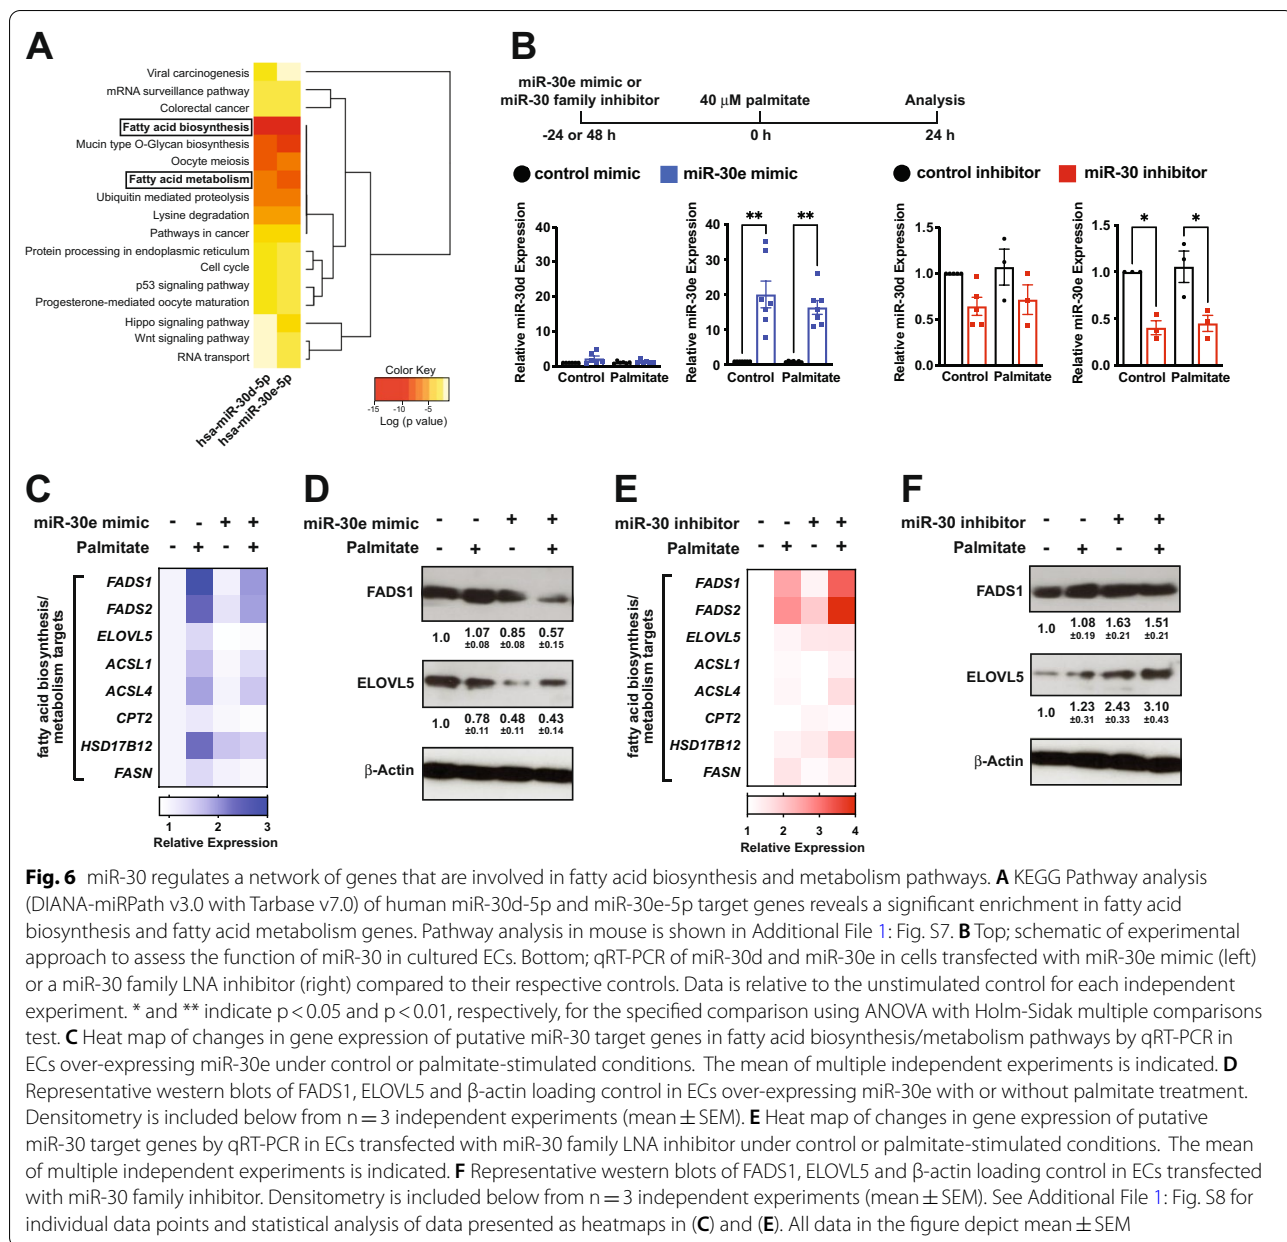 A
Viral carcinogenesis
mRNA surveillance pathway
Colorectal cancer
Fatty acid biosynthesis
Mucin type O-Glycan biosynthesis
Oocyte meiosis
Fatty acid metabolism
Ubiquitin mediated proteolysis
Lysine degradation
Pathways in cancer
Protein processing in endoplasmic reticulum
Cell cycle
p53 signaling pathway
Progesterone-mediated oocyte maturation
Hippo signaling pathway
Wnt signaling pathway
RNA transport
hsa-miR-30d-5p
hsa-miR-30e-5p
Color Key
-15 -10 -5
Log (p value)
B
miR-30e mimic or
miR-30 family inhibitor 40 µM palmitate Analysis
-24 or 48 h 0 h 24 h
control mimic miR-30e mimic
Relative miR-30d Expression
40
30
20
10
0
Control Palmitate
Relative miR-30e Expression
40
30
20
10
0
** **
Control Palmitate
control inhibitor miR-30 inhibitor
Relative miR-30d Expression
1.5
1.0
0.5
0.0
Control Palmitate
Relative miR-30e Expression
1.5
1.0
0.5
0.0
* *
Control Palmitate
C
miR-30e mimic - - + +
Palmitate - + - +
fatty acid biosynthesis/
metabolism targets
FADS1
FADS2
ELOVL5
ACSL1
ACSL4
CPT2
HSD17B12
FASN
1 2 3
Relative Expression
D
miR-30e mimic - - + +
Palmitate - + - +
FADS1
1.0 1.07 0.85 0.57
±0.08 ±0.08 ±0.15
ELOVL5
1.0 0.78 0.48 0.43
±0.11 ±0.11 ±0.14
β-Actin
E
miR-30 inhibitor - - + +
Palmitate - + - +
fatty acid biosynthesis/
metabolism targets
FADS1
FADS2
ELOVL5
ACSL1
ACSL4
CPT2
HSD17B12
FASN
1 2 3 4
Relative Expression
F
miR-30 inhibitor - - + +
Palmitate - + - +
FADS1
1.0 1.08 1.63 1.51
±0.19 ±0.21 ±0.21
ELOVL5
1.0 1.23 2.43 3.10
±0.31 ±0.33 ±0.43
β-Actin
Fig. 6 miR-30 regulates a network of genes that are involved in fatty acid biosynthesis and metabolism pathways. A KEGG Pathway analysis
(DIANA-miRPath v3.0 with Tarbase v7.0) of human miR-30d-5p and miR-30e-5p target genes reveals a significant enrichment in fatty acid
biosynthesis and fatty acid metabolism genes. Pathway analysis in mouse is shown in Additional File 1: Fig. S7. B Top; schematic of experimental
approach to assess the function of miR-30 in cultured ECs. Bottom; qRT-PCR of miR-30d and miR-30e in cells transfected with miR-30e mimic (left)
or a miR-30 family LNA inhibitor (right) compared to their respective controls. Data is relative to the unstimulated control for each independent
experiment. * and ** indicate p < 0.05 and p < 0.01, respectively, for the specified comparison using ANOVA with Holm-Sidak multiple comparisons
test. C Heat map of changes in gene expression of putative miR-30 target genes in fatty acid biosynthesis/metabolism pathways by qRT-PCR in
ECs over-expressing miR-30e under control or palmitate-stimulated conditions. The mean of multiple independent experiments is indicated. D
Representative western blots of FADS1, ELOVL5 and β-actin loading control in ECs over-expressing miR-30e with or without palmitate treatment.
Densitometry is included below from n = 3 independent experiments (mean ± SEM). E Heat map of changes in gene expression of putative
miR-30 target genes by qRT-PCR in ECs transfected with miR-30 family LNA inhibitor under control or palmitate-stimulated conditions. The mean
of multiple independent experiments is indicated. F Representative western blots of FADS1, ELOVL5 and β-actin loading control in ECs transfected
with miR-30 family inhibitor. Densitometry is included below from n = 3 independent experiments (mean ± SEM). See Additional File 1: Fig. S8 for
individual data points and statistical analysis of data presented as heatmaps in (C) and (E). All data in the figure depict mean ± SEM